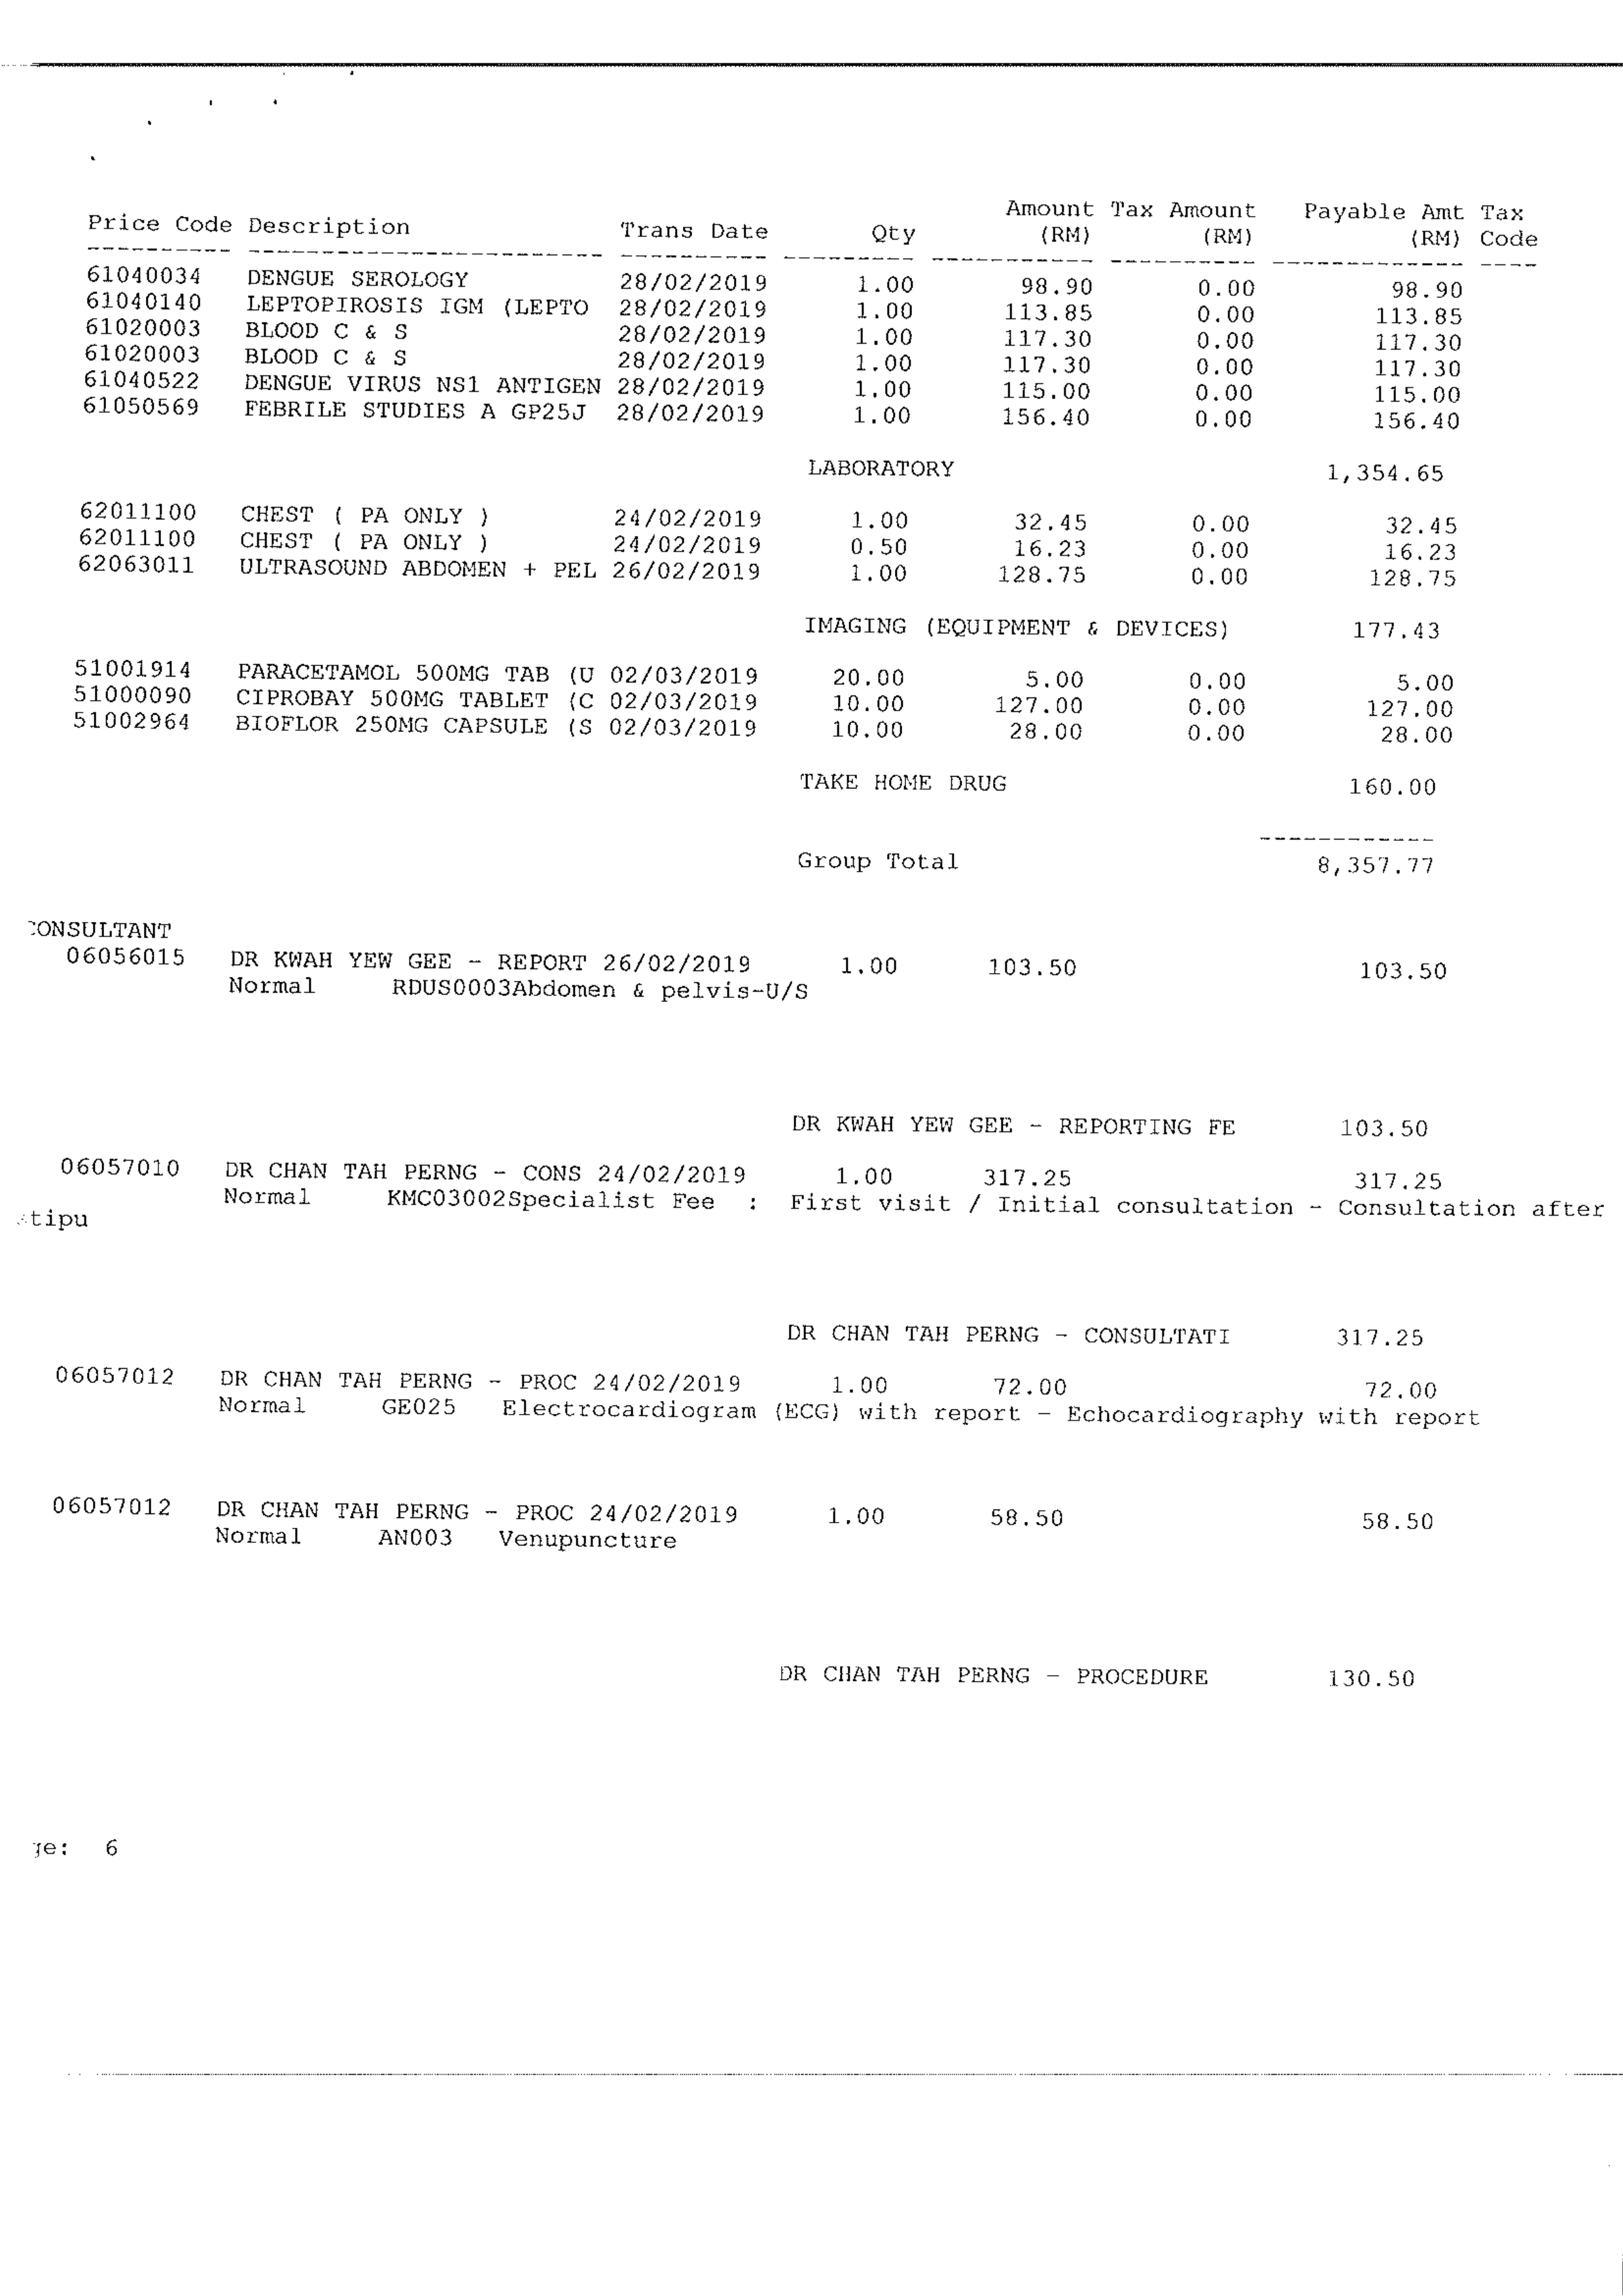 Amount Tax Amount Payable Amt Tax
Price Code Description Trans Date Qty (RM) (RM) (RM) Code
61040034 DENGUE SEROLOGY 28/02/2019 1.00 98.90 0.00 98.90
61040140 LEPTOPIROSIS IGM (LEPTO 28/02/2019 1.00 113.85 0.00 113.85
61020003 BLOOD C & S 28/02/2019 1.00 117.30 0.00 117.30
61020003 BLOOD C & S 28/02/2019 1.00 117.30 0.00 117.30
61040522 DENGUE VIRUS NS1 ANTIGEN 28/02/2019 1.00 115.00 0.00 115.00
61050569 FEBRILE STUDIES A GP25J 28/02/2019 1.00 156.40 0.00 156.40
LABORATORY 1,354.65
62011100 CHEST ( PA ONLY ) 24/02/2019 1.00 32.45 0.00 32.45
62011100 CHEST ( PA ONLY ) 24/02/2019 0.50 16.23 0.00 16.23
62063011 ULTRASOUND ABDOMEN + PEL 26/02/2019 1.00 128.75 0.00 128.75
IMAGING (EQUIPMENT & DEVICES) 177.43
51001914 PARACETAMOL 500MG TAB (U 02/03/2019 20.00 5.00 0.00 5.00
51000090 CIPROBAY 500MG TABLET (C 02/03/2019 10.00 127.00 0.00 127.00
51002964 BIOFLOR 250MG CAPSULE (S 02/03/2019 10.00 28.00 0.00 28.00
TAKE HOME DRUG 160.00
Group Total 8,357.77
CONSULTANT
06056015 DR KWAH YEW GEE - REPORT 26/02/2019 1.00 103.50 103.50
Normal RDUS0003Abdomen & pelvis-U/S
DR KWAH YEW GEE - REPORTING FE 103.50
06057010 DR CHAN TAH PERNG - CONS 24/02/2019 1.00 317.25 317.25
Normal KMC03002Specialist Fee : First visit / Initial consultation - Consultation after
tipu
DR CHAN TAH PERNG - CONSULTATI 317.25
06057012 DR CHAN TAH PERNG - PROC 24/02/2019 1.00 72.00 72.00
Normal GE025 Electrocardiogram (ECG) with report - Echocardiography with report
06057012 DR CHAN TAH PERNG - PROC 24/02/2019 1.00 58.50 58.50
Normal AN003 Venupuncture
DR CHAN TAH PERNG - PROCEDURE 130.50
ge: 6